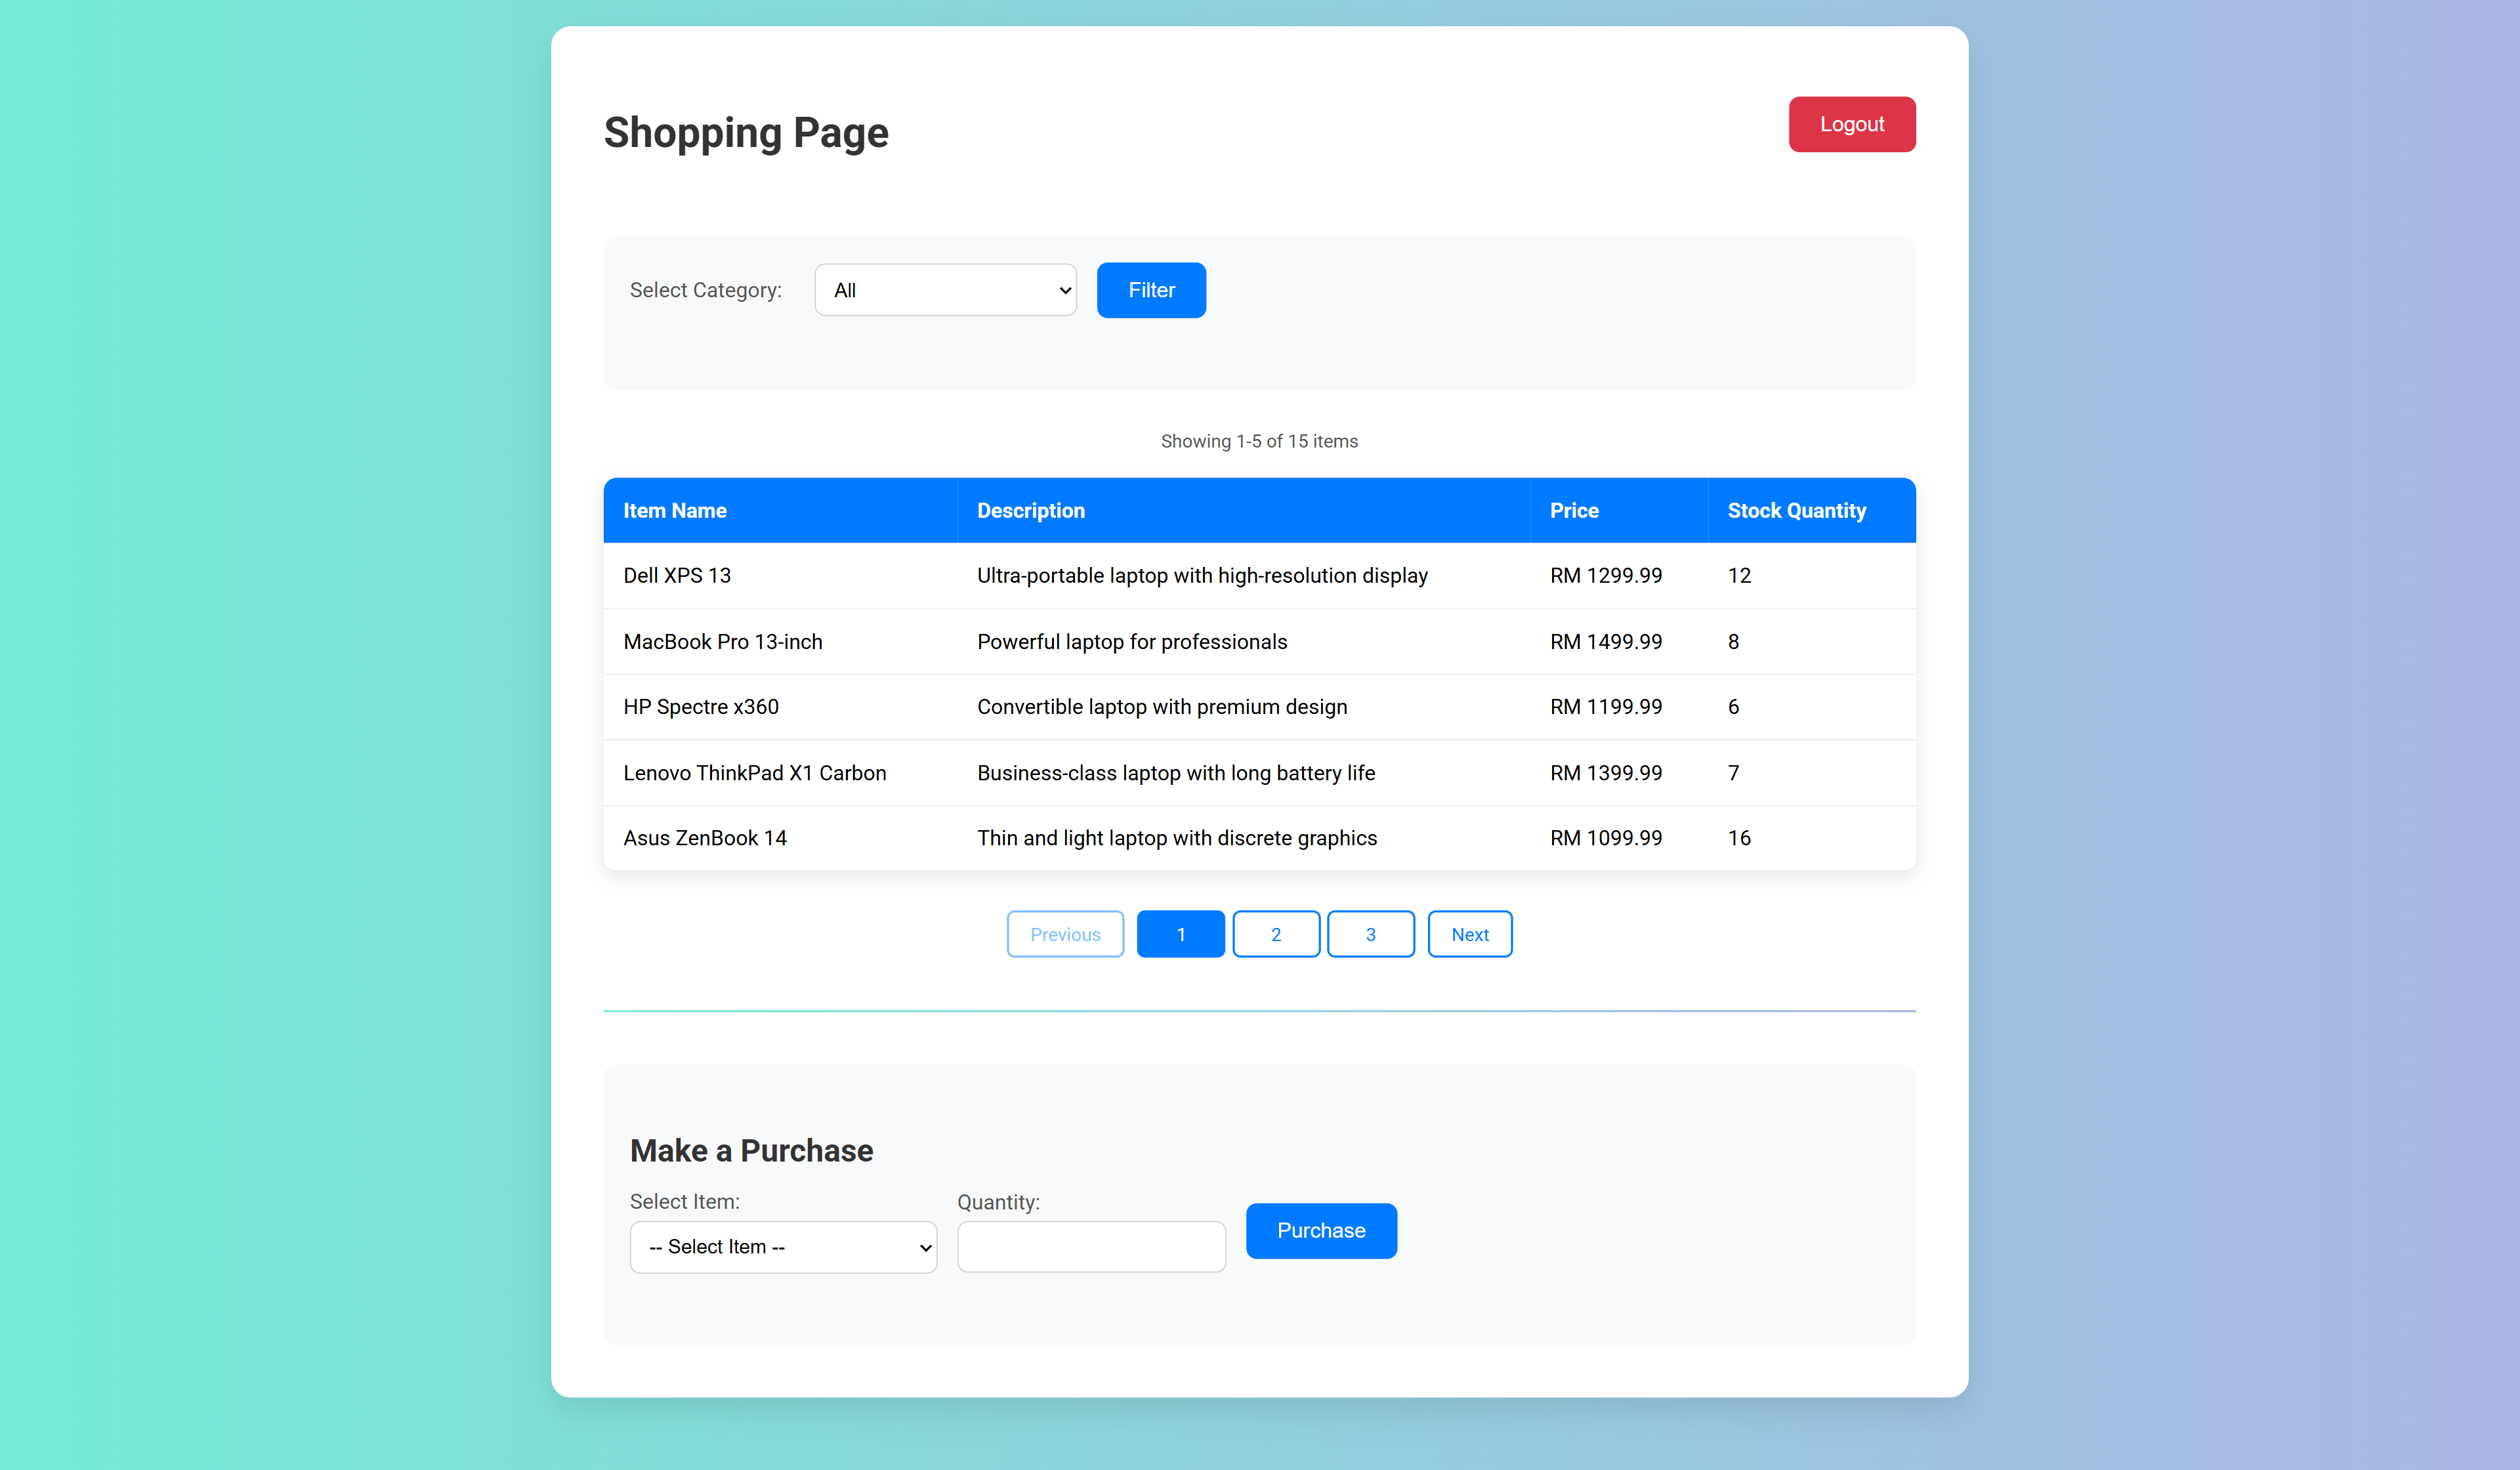 Shopping Page
Logout
Select Category:
All
Filter
Showing 1-5 of 15 items
Item Name Description Price Stock Quantity
Dell XPS 13 Ultra-portable laptop with high-resolution display RM 1299.99 12
MacBook Pro 13-inch Powerful laptop for professionals RM 1499.99 8
HP Spectre x360 Convertible laptop with premium design RM 1199.99 6
Lenovo ThinkPad X1 Carbon Business-class laptop with long battery life RM 1399.99 7
Asus ZenBook 14 Thin and light laptop with discrete graphics RM 1099.99 16
Previous 1 2 3 Next
Make a Purchase
Select Item:
-- Select Item --
Quantity:
Purchase